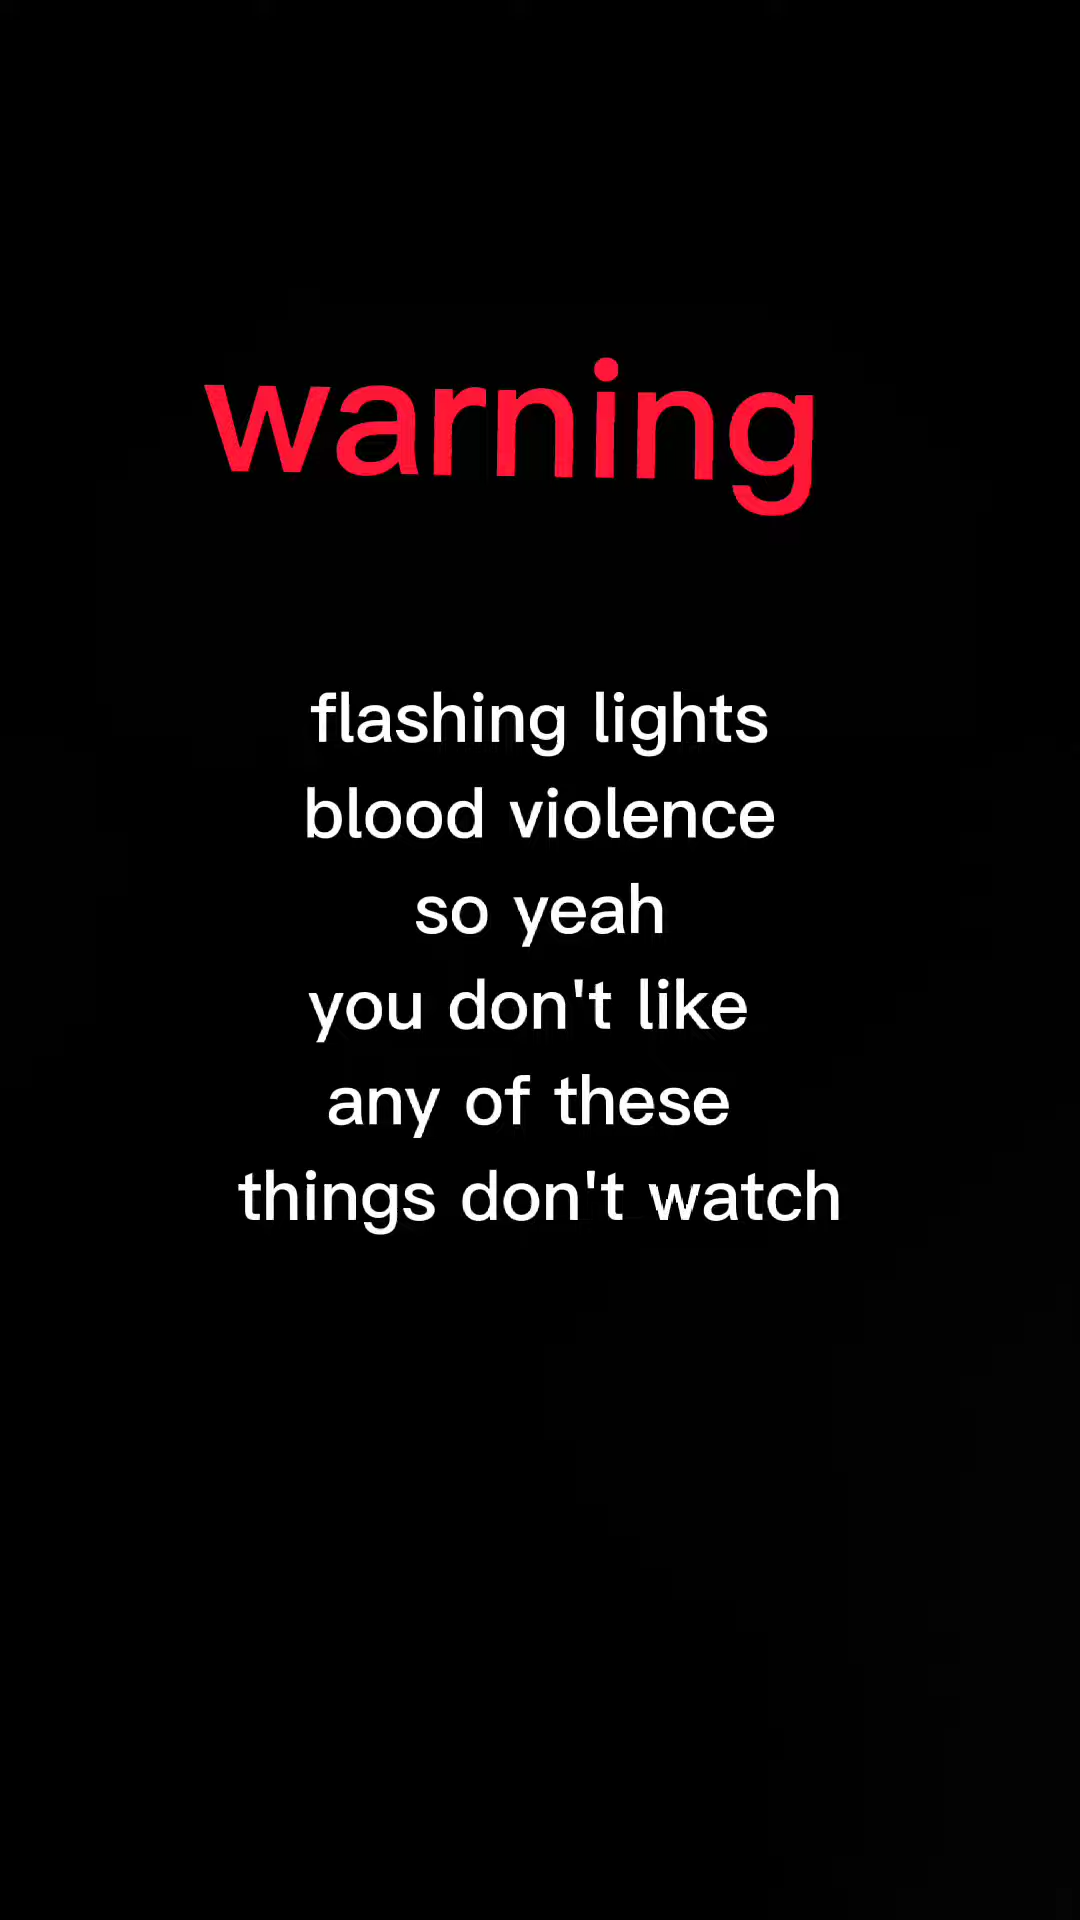 warning
flashing lights
blood violence
so yeah
you don't like
any of these
things don't watch